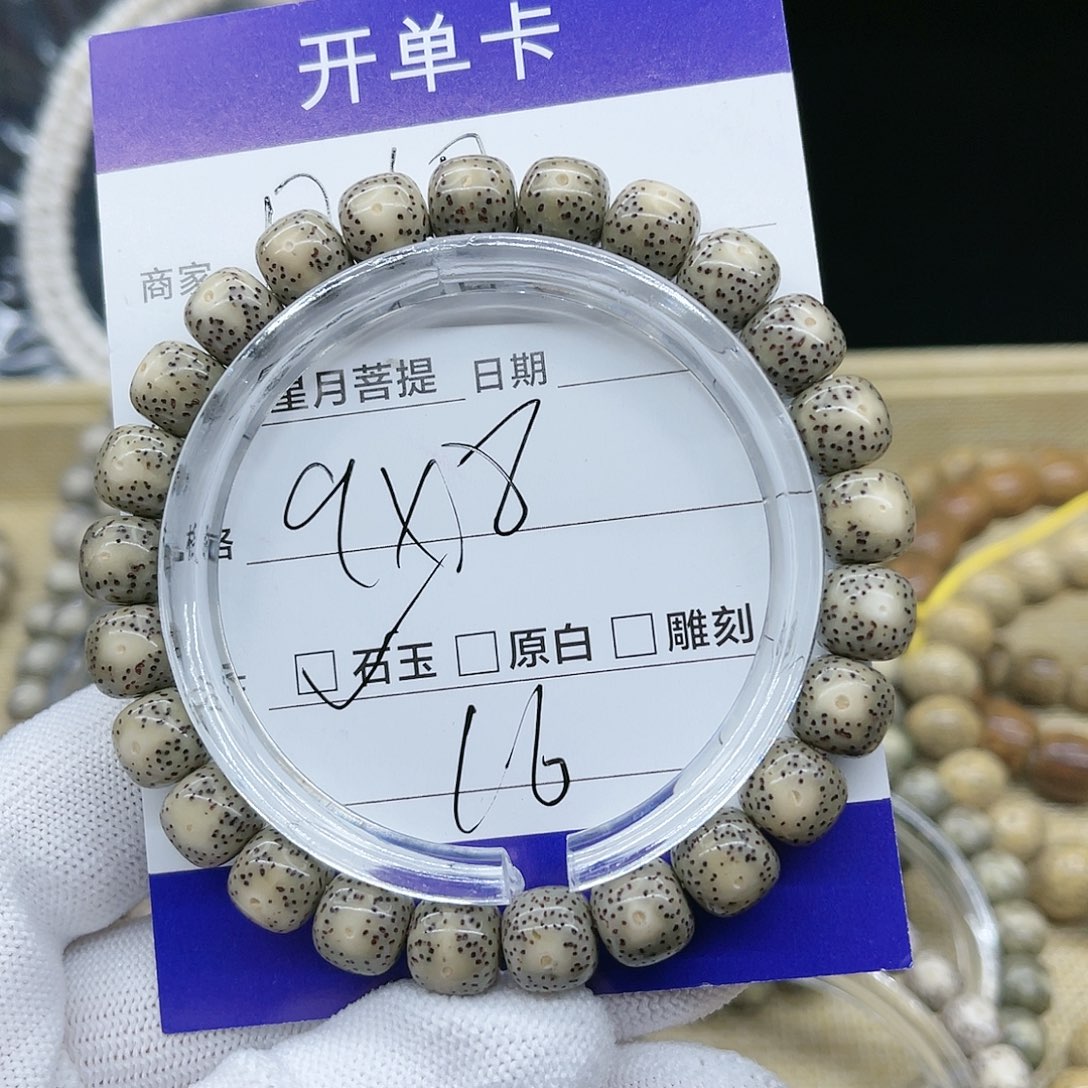 开单卡
商家
星月菩提 日期
9x8
格
石玉 原白 雕刻
16